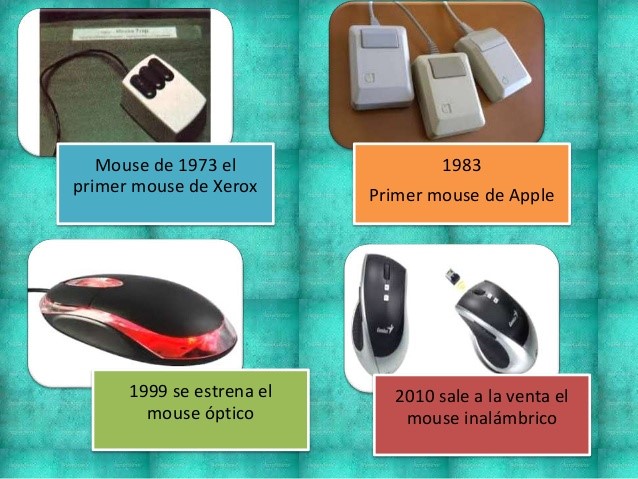 Mouse de 1973 el
primer mouse de Xerox
1983
Primer mouse de Apple
1999 se estrena el
mouse óptico
2010 sale a la venta el
mouse inalámbrico